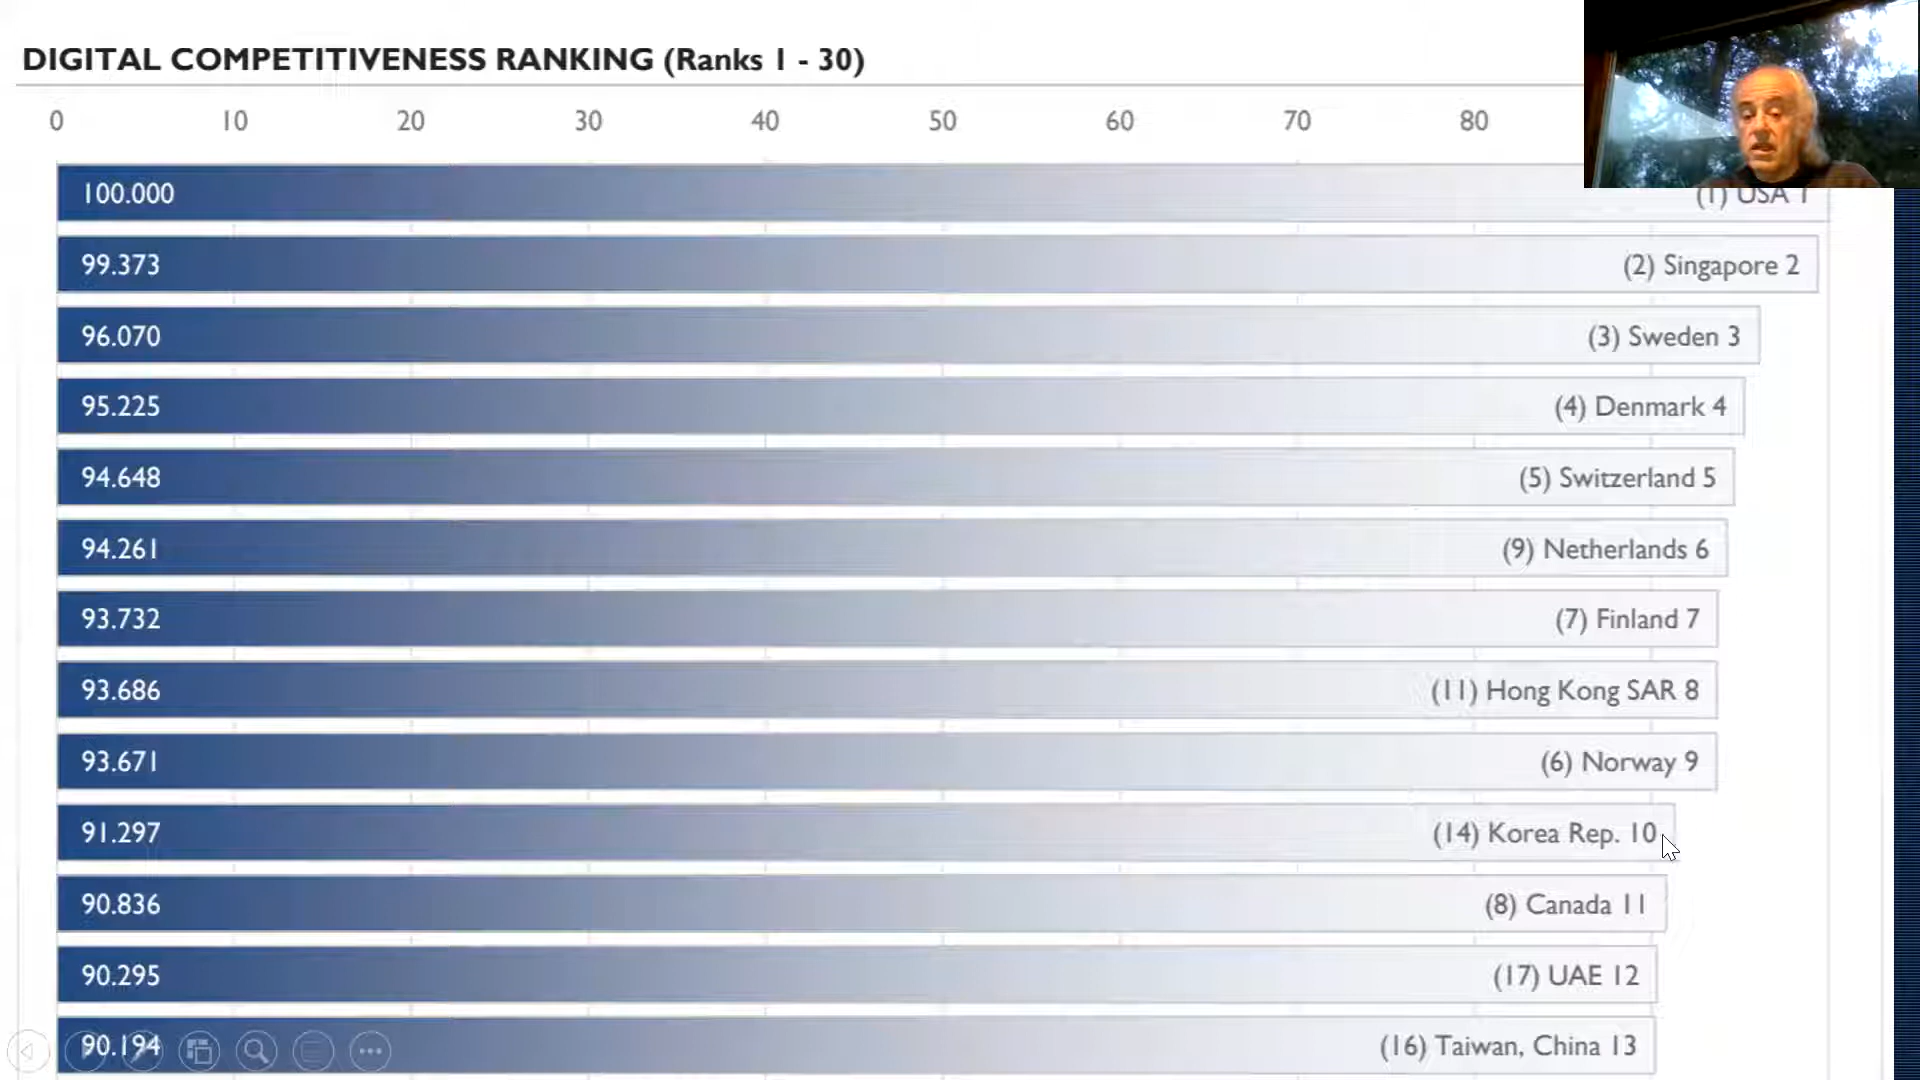 DIGITAL COMPETITIVENESS RANKING (Ranks 1 - 30)
0 10 20 30 40 50 60 70 80
100.000 (1) USA 1
99.373 (2) Singapore 2
96.070 (3) Sweden 3
95.225 (4) Denmark 4
94.648 (5) Switzerland 5
94.261 (9) Netherlands 6
93.732 (7) Finland 7
93.686 (11) Hong Kong SAR 8
93.671 (6) Norway 9
91.297 (14) Korea Rep. 10
90.836 (8) Canada 11
90.295 (17) UAE 12
90.194 (16) Taiwan, China 13